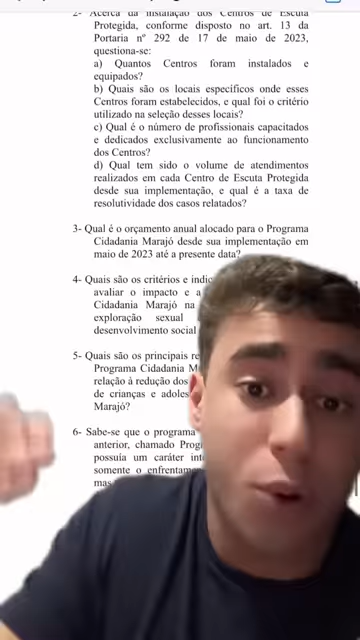 2- Acerca da instalação dos Centros de Escuta
Protegida, conforme disposto no art. 13 da
Portaria nº 292 de 17 de maio de 2023,
questiona-se:
a) Quantos Centros foram instalados e
equipados?
b) Quais são os locais específicos onde esses
Centros foram estabelecidos, e qual foi o critério
utilizado na seleção desses locais?
c) Qual é o número de profissionais capacitados
e dedicados exclusivamente ao funcionamento
dos Centros?
d) Qual tem sido o volume de atendimentos
realizados em cada Centro de Escuta Protegida
desde sua implementação, e qual é a taxa de
resolutividade dos casos relatados?
3- Qual é o orçamento anual alocado para o Programa
Cidadania Marajó desde sua implementação em
maio de 2023 até a presente data?
4- Quais são os critérios e indic
avaliar o impacto e a
Cidadania Marajó na
exploração sexual
desenvolvimento social
5- Quais são os principais re
Programa Cidadania M
relação à redução dos
de crianças e adoles
Marajó?
6- Sabe-se que o programa
anterior, chamado Prog
possuía um caráter int
somente o enfrentame
mas